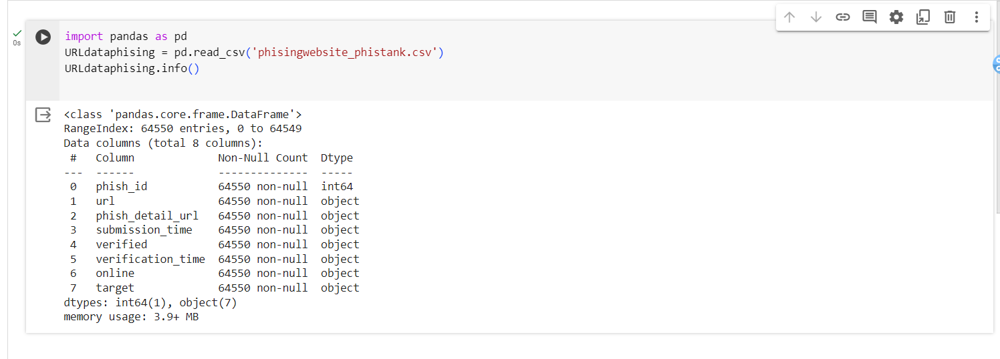 import pandas as pd
0s
URLdataphising = pd.read_csv('phisingwebsite_phistank.csv')
URLdataphising.info()
<class 'pandas.core.frame.DataFrame'>
RangeIndex: 64550 entries, 0 to 64549
Data columns (total 8 columns):
 #   Column             Non-Null Count  Dtype
---  ------             --------------  -----
 0   phish_id           64550 non-null  int64
 1   url                64550 non-null  object
 2   phish_detail_url   64550 non-null  object
 3   submission_time    64550 non-null  object
 4   verified           64550 non-null  object
 5   verification_time  64550 non-null  object
 6   online             64550 non-null  object
 7   target             64550 non-null  object
dtypes: int64(1), object(7)
memory usage: 3.9+ MB